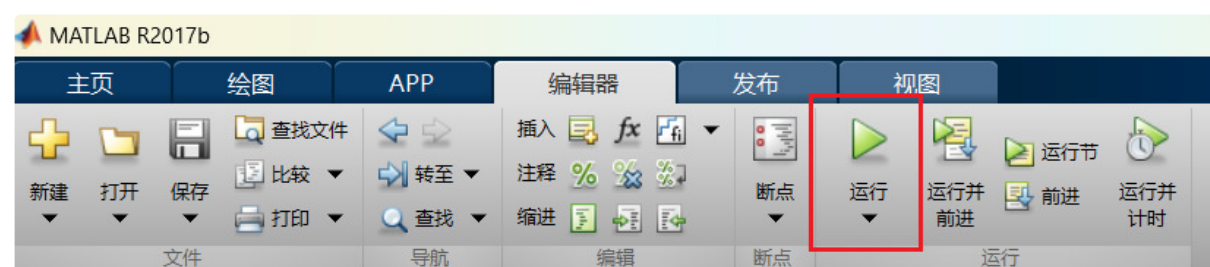 MATLAB R2017b
主页 绘图 APP 编辑器 发布 视图
查找文件 插入 fx fi
新建 打开 保存 比较 转至 注释 % 断点 运行 运行并前进 运行节 前进 运行并计时
打印 查找 缩进
文件 导航 编辑 断点 运行